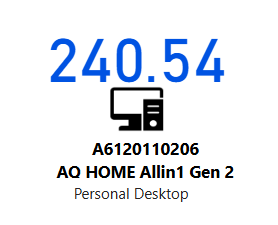 240.54
A6120110206
AQ HOME Allin1 Gen 2
Personal Desktop